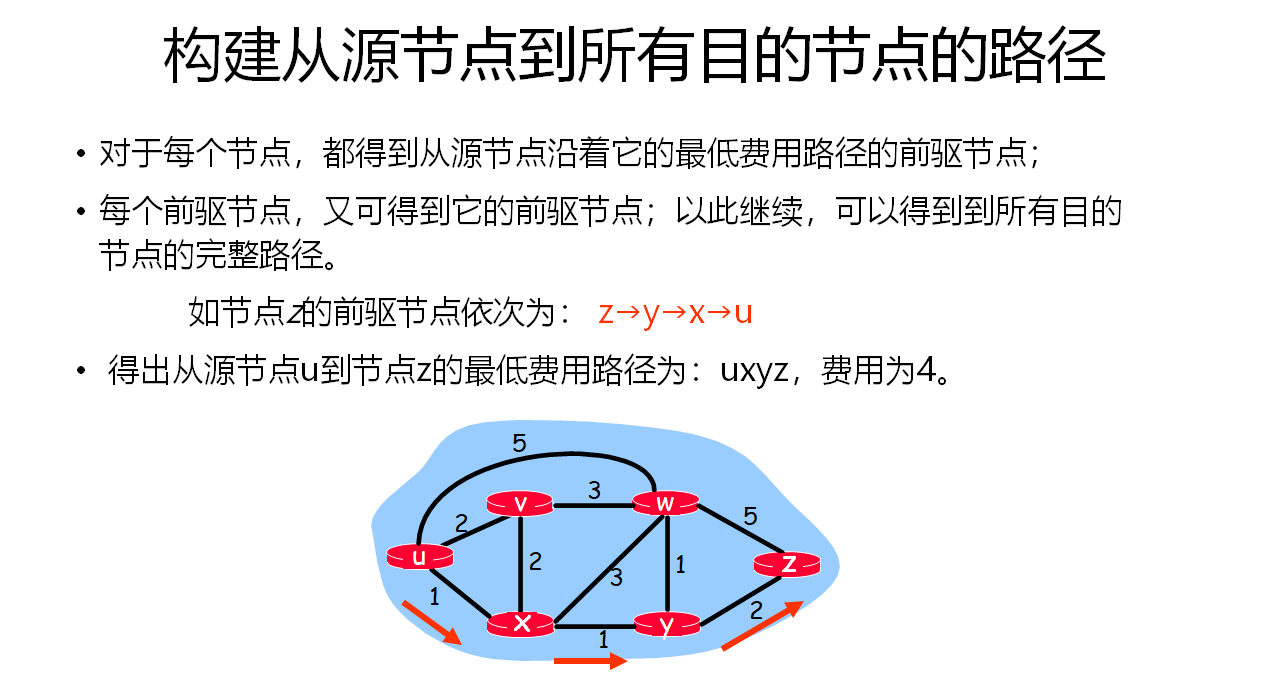 构建从源节点到所有目的节点的路径
• 对于每个节点，都得到从源节点沿着它的最低费用路径的前驱节点；
• 每个前驱节点，又可得到它的前驱节点；以此继续，可以得到到所有目的
节点的完整路径。
如节点z的前驱节点依次为： z→y→x→u
• 得出从源节点u到节点z的最低费用路径为：uxyz，费用为4。
5
v
3
w
2
5
u
2
3
1
z
1
x
1
y
2